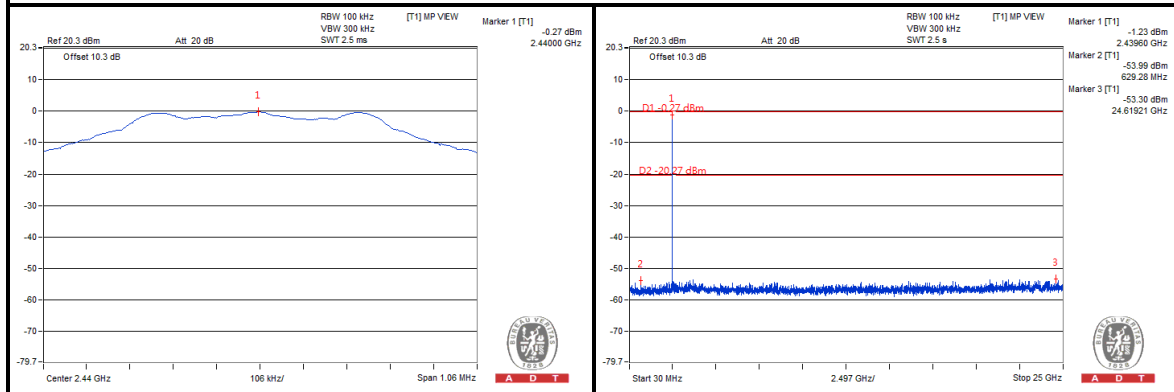 RBW 100 kHz [T1] MP VIEW
VBW 300 kHz
Ref 20.3 dBm Att 20 dB SWT 2.5 ms
Marker 1 [T1]
-0.27 dBm
2.44000 GHz
20.3
Offset 10.3 dB
10
0
-10
-20
-30
-40
-50
-60
-70
-79.7
1
Center 2.44 GHz 106 kHz/ Span 1.06 MHz
BUREAU VERITAS
1828
A D T
RBW 100 kHz [T1] MP VIEW
VBW 300 kHz
Ref 20.3 dBm Att 20 dB SWT 2.5 s
Marker 1 [T1]
-1.23 dBm
2.43960 GHz
Marker 2 [T1]
-53.99 dBm
629.28 MHz
Marker 3 [T1]
-53.30 dBm
24.61921 GHz
20.3
Offset 10.3 dB
10
0
-10
-20
-30
-40
-50
-60
-70
-79.7
1
D1 -0.27 dBm
D2 -20.27 dBm
2
3
Start 30 MHz 2.497 GHz/ Stop 25 GHz
BUREAU VERITAS
1828
A D T